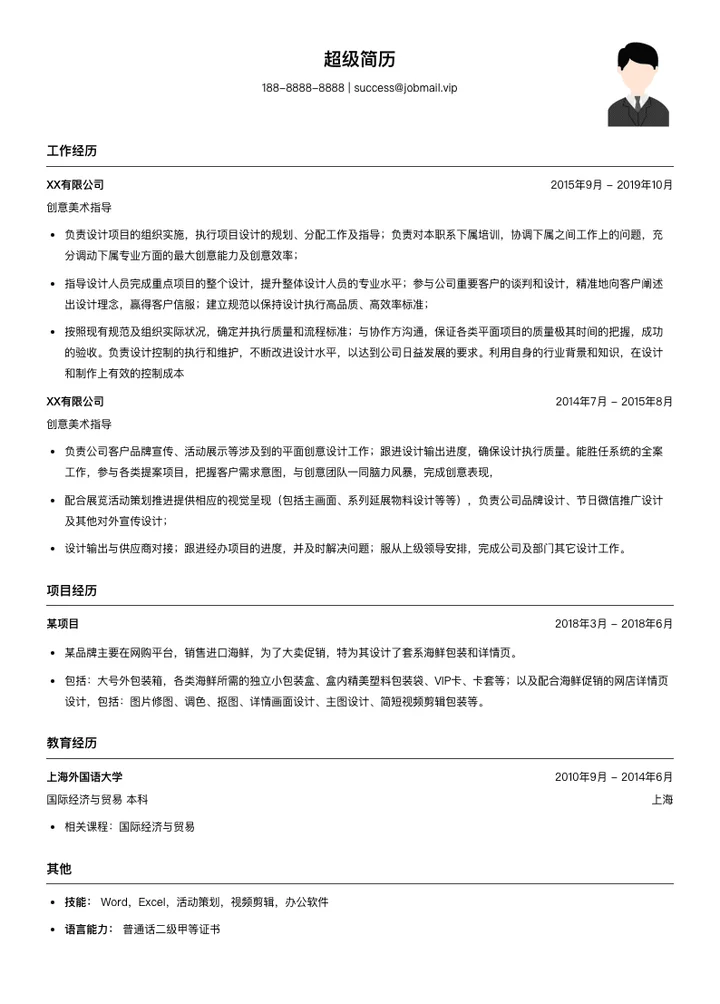 超级简历
188-8888-8888 | success@jobmail.vip
工作经历
XX有限公司 2015年9月 - 2019年10月
创意美术指导
• 负责设计项目的组织实施，执行项目设计的规划、分配工作及指导；负责对本职系下属培训，协调下属之间工作上的问题，充
分调动下属专业方面的最大创意能力及创意效率；
• 指导设计人员完成重点项目的整个设计，提升整体设计人员的专业水平；参与公司重要客户的谈判和设计，精准地向客户阐述
出设计理念，赢得客户信服；建立规范以保持设计执行高品质、高效率标准；
• 按照现有规范及组织实际状况，确定并执行质量和流程标准；与协作方沟通，保证各类平面项目的质量极其时间的把握，成功
的验收。负责设计控制的执行和维护，不断改进设计水平，以达到公司日益发展的要求。利用自身的行业背景和知识，在设计
和制作上有效的控制成本
XX有限公司 2014年7月 - 2015年8月
创意美术指导
• 负责公司客户品牌宣传、活动展示等涉及到的平面创意设计工作；跟进设计输出进度，确保设计执行质量。能胜任系统的全案
工作，参与各类提案项目，把握客户需求意图，与创意团队一同脑力风暴，完成创意表现，
• 配合展览活动策划推进提供相应的视觉呈现（包括主画面、系列延展物料设计等等），负责公司品牌设计、节日微信推广设计
及其他对外宣传设计；
• 设计输出与供应商对接；跟进经办项目的进度，并及时解决问题；服从上级领导安排，完成公司及部门其它设计工作。
项目经历
某项目 2018年3月 - 2018年6月
• 某品牌主要在网购平台，销售进口海鲜，为了大卖促销，特为其设计了套系海鲜包装和详情页。
• 包括：大号外包装箱，各类海鲜所需的独立小包装盒、盒内精美塑料包装袋、VIP卡、卡套等；以及配合海鲜促销的网店详情页
设计，包括：图片修图、调色、抠图、详情画面设计、主图设计、简短视频剪辑包装等。
教育经历
上海外国语大学 2010年9月 - 2014年6月
国际经济与贸易 本科 上海
• 相关课程：国际经济与贸易
其他
• 技能： Word，Excel，活动策划，视频剪辑，办公软件
• 语言能力： 普通话二级甲等证书